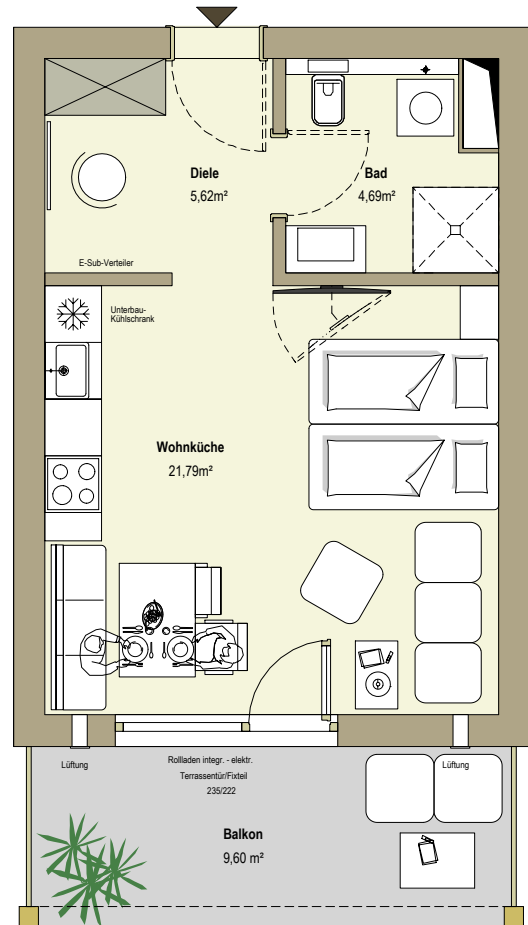 Diele
5,62m²
Bad
4,69m²
E-Sub-Verteiler
Unterbau-
Kühlschrank
Wohnküche
21,79m²
Lüftung
Rollladen integr. - elektr.
Terrassentür/Fixteil
235/222
Lüftung
Balkon
9,60 m²